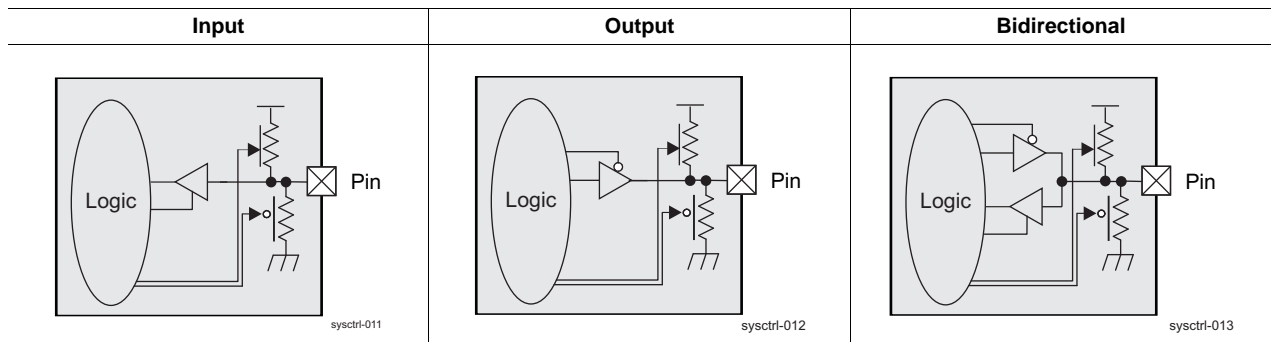 Input
Output
Bidirectional
Logic
Pin
sysctrl-011
Logic
Pin
sysctrl-012
Logic
Pin
sysctrl-013